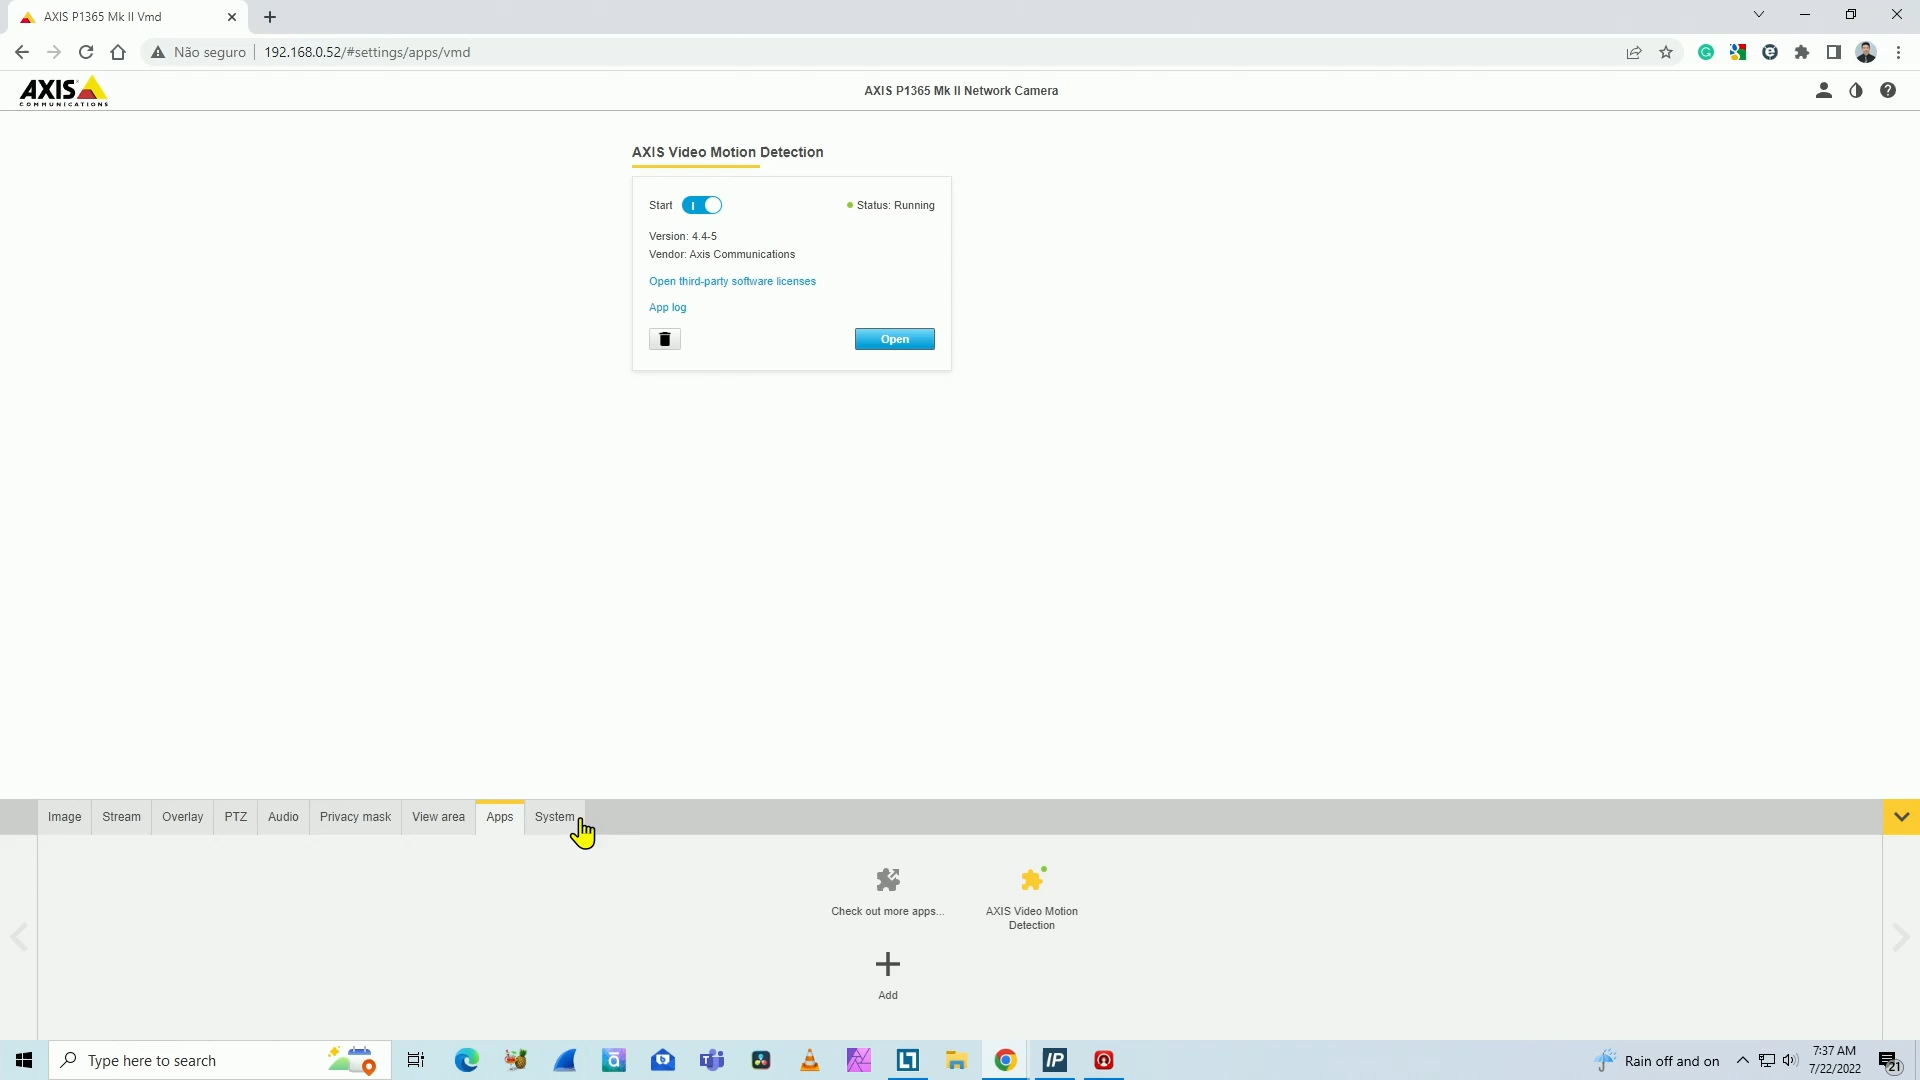 AXIS P1365 Mk II Vmd
Não seguro
192.168.0.52/#settings/apps/vmd
AXIS
COMMUNICATIONS
AXIS P1365 Mk II Network Camera
AXIS Video Motion Detection
Start
Status: Running
Version: 4.4-5
Vendor: Axis Communications
Open third-party software licenses
App log
Open
Image
Stream
Overlay
PTZ
Audio
Privacy mask
View area
Apps
System
Check out more apps...
AXIS Video Motion
Detection
Add
Type here to search
IP
Rain off and on
7:37 AM
7/22/2022
21